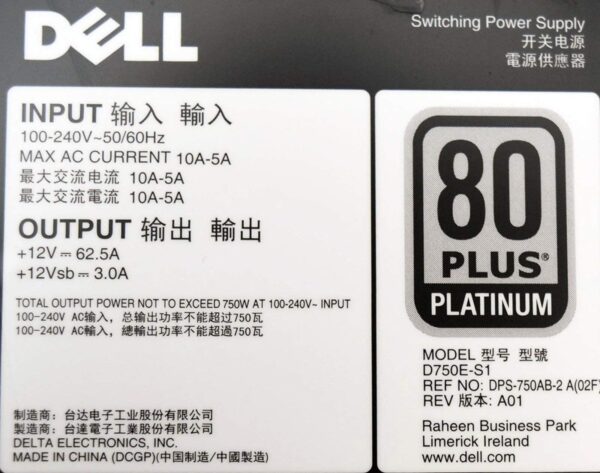 DELL
Switching Power Supply
开关电源
電源供應器
INPUT 输入 輸入
100-240V~50/60Hz
MAX AC CURRENT 10A-5A
最大交流电流 10A-5A
最大交流電流 10A-5A
OUTPUT 输出 輸出
+12V ⎓ 62.5A
+12Vsb ⎓ 3.0A
TOTAL OUTPUT POWER NOT TO EXCEED 750W AT 100-240V~ INPUT
100-240V AC输入，总输出功率不能超过750瓦
100-240V AC輸入，總輸出功率不能超過750瓦
制造商：台达电子工业股份有限公司
製造商：台達電子工業股份有限公司
DELTA ELECTRONICS, INC.
MADE IN CHINA (DCGP)(中国制造/中國製造)
80
PLUS®
PLATINUM
MODEL 型号 型號
D750E-S1
REF NO: DPS-750AB-2 A(02F)
REV 版本: A01
Raheen Business Park
Limerick Ireland
www.dell.com